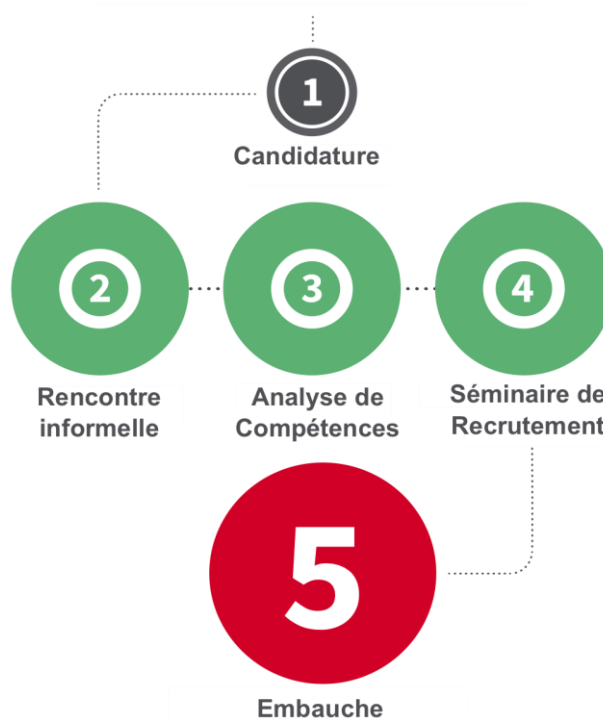 1
Candidature
2
3
4
Rencontre
informelle
Analyse de
Compétences
Séminaire de
Recrutement
5
Embauche